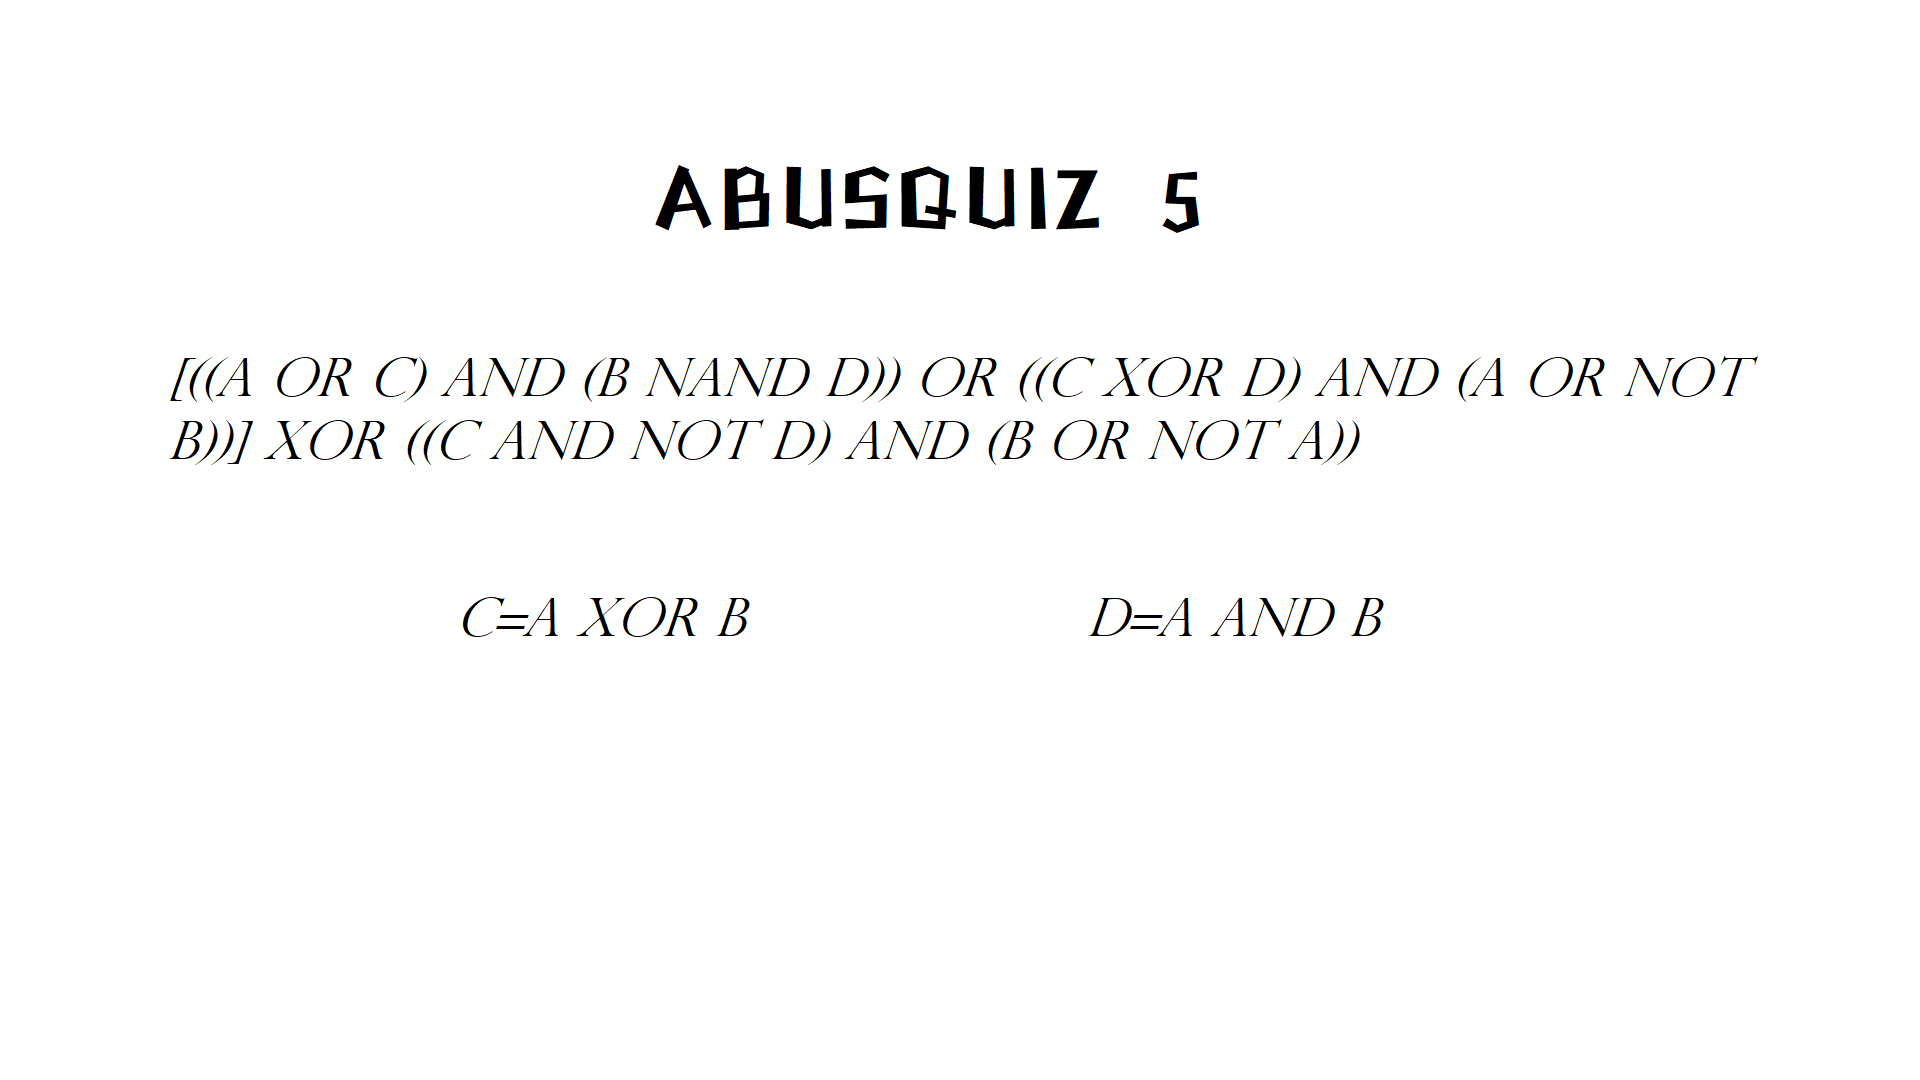 ABUSQUIZ 5
[((A OR C) AND (B NAND D)) OR ((C XOR D) AND (A OR NOT
B))] XOR ((C AND NOT D) AND (B OR NOT A))
C=A XOR B
D=A AND B